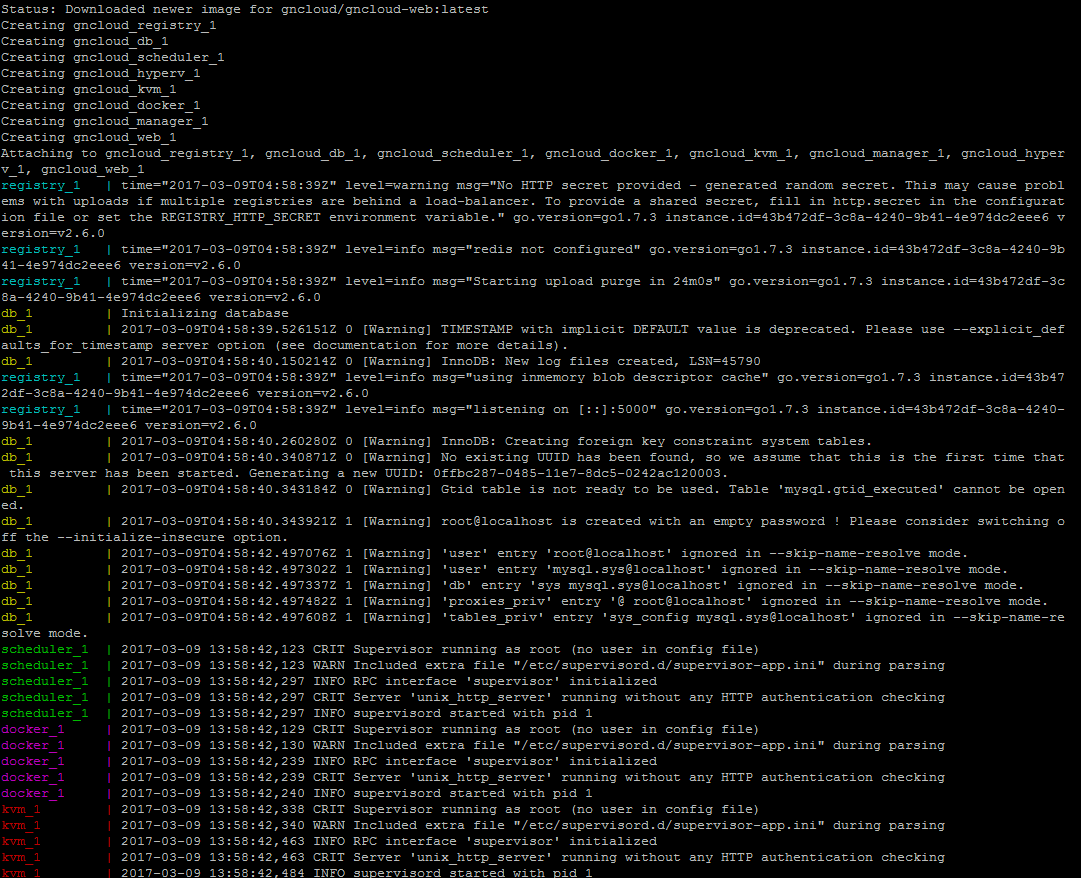 Status: Downloaded newer image for gncloud/gncloud-web:latest
Creating gncloud_registry_1
Creating gncloud_db_1
Creating gncloud_scheduler_1
Creating gncloud_hyperv_1
Creating gncloud_kvm_1
Creating gncloud_docker_1
Creating gncloud_manager_1
Creating gncloud_web_1
Attaching to gncloud_registry_1, gncloud_db_1, gncloud_scheduler_1, gncloud_docker_1, gncloud_kvm_1, gncloud_manager_1, gncloud_hyper
v_1, gncloud_web_1
registry_1   | time="2017-03-09T04:58:39Z" level=warning msg="No HTTP secret provided - generated random secret. This may cause probl
ems with uploads if multiple registries are behind a load-balancer. To provide a shared secret, fill in http.secret in the configurat
ion file or set the REGISTRY_HTTP_SECRET environment variable." go.version=go1.7.3 instance.id=43b472df-3c8a-4240-9b41-4e974dc2eee6 v
ersion=v2.6.0
registry_1   | time="2017-03-09T04:58:39Z" level=info msg="redis not configured" go.version=go1.7.3 instance.id=43b472df-3c8a-4240-9b
41-4e974dc2eee6 version=v2.6.0
registry_1   | time="2017-03-09T04:58:39Z" level=info msg="Starting upload purge in 24m0s" go.version=go1.7.3 instance.id=43b472df-3c
8a-4240-9b41-4e974dc2eee6 version=v2.6.0
db_1         | Initializing database
db_1         | 2017-03-09T04:58:39.526151Z 0 [Warning] TIMESTAMP with implicit DEFAULT value is deprecated. Please use --explicit_def
aults_for_timestamp server option (see documentation for more details).
db_1         | 2017-03-09T04:58:40.150214Z 0 [Warning] InnoDB: New log files created, LSN=45790
registry_1   | time="2017-03-09T04:58:39Z" level=info msg="using inmemory blob descriptor cache" go.version=go1.7.3 instance.id=43b47
2df-3c8a-4240-9b41-4e974dc2eee6 version=v2.6.0
registry_1   | time="2017-03-09T04:58:39Z" level=info msg="listening on [::]:5000" go.version=go1.7.3 instance.id=43b472df-3c8a-4240-
9b41-4e974dc2eee6 version=v2.6.0
db_1         | 2017-03-09T04:58:40.260280Z 0 [Warning] InnoDB: Creating foreign key constraint system tables.
db_1         | 2017-03-09T04:58:40.340871Z 0 [Warning] No existing UUID has been found, so we assume that this is the first time that
 this server has been started. Generating a new UUID: 0ffbc287-0485-11e7-8dc5-0242ac120003.
db_1         | 2017-03-09T04:58:40.343184Z 0 [Warning] Gtid table is not ready to be used. Table 'mysql.gtid_executed' cannot be open
ed.
db_1         | 2017-03-09T04:58:40.343921Z 1 [Warning] root@localhost is created with an empty password ! Please consider switching o
ff the --initialize-insecure option.
db_1         | 2017-03-09T04:58:42.497076Z 1 [Warning] 'user' entry 'root@localhost' ignored in --skip-name-resolve mode.
db_1         | 2017-03-09T04:58:42.497302Z 1 [Warning] 'user' entry 'mysql.sys@localhost' ignored in --skip-name-resolve mode.
db_1         | 2017-03-09T04:58:42.497337Z 1 [Warning] 'db' entry 'sys mysql.sys@localhost' ignored in --skip-name-resolve mode.
db_1         | 2017-03-09T04:58:42.497482Z 1 [Warning] 'proxies_priv' entry '@ root@localhost' ignored in --skip-name-resolve mode.
db_1         | 2017-03-09T04:58:42.497608Z 1 [Warning] 'tables_priv' entry 'sys_config mysql.sys@localhost' ignored in --skip-name-re
solve mode.
scheduler_1  | 2017-03-09 13:58:42,123 CRIT Supervisor running as root (no user in config file)
scheduler_1  | 2017-03-09 13:58:42,123 WARN Included extra file "/etc/supervisord.d/supervisor-app.ini" during parsing
scheduler_1  | 2017-03-09 13:58:42,297 INFO RPC interface 'supervisor' initialized
scheduler_1  | 2017-03-09 13:58:42,297 CRIT Server 'unix_http_server' running without any HTTP authentication checking
scheduler_1  | 2017-03-09 13:58:42,297 INFO supervisord started with pid 1
docker_1     | 2017-03-09 13:58:42,129 CRIT Supervisor running as root (no user in config file)
docker_1     | 2017-03-09 13:58:42,130 WARN Included extra file "/etc/supervisord.d/supervisor-app.ini" during parsing
docker_1     | 2017-03-09 13:58:42,239 INFO RPC interface 'supervisor' initialized
docker_1     | 2017-03-09 13:58:42,239 CRIT Server 'unix_http_server' running without any HTTP authentication checking
docker_1     | 2017-03-09 13:58:42,240 INFO supervisord started with pid 1
kvm_1        | 2017-03-09 13:58:42,338 CRIT Supervisor running as root (no user in config file)
kvm_1        | 2017-03-09 13:58:42,340 WARN Included extra file "/etc/supervisord.d/supervisor-app.ini" during parsing
kvm_1        | 2017-03-09 13:58:42,463 INFO RPC interface 'supervisor' initialized
kvm_1        | 2017-03-09 13:58:42,463 CRIT Server 'unix_http_server' running without any HTTP authentication checking
kvm_1        | 2017-03-09 13:58:42,484 INFO supervisord started with pid 1